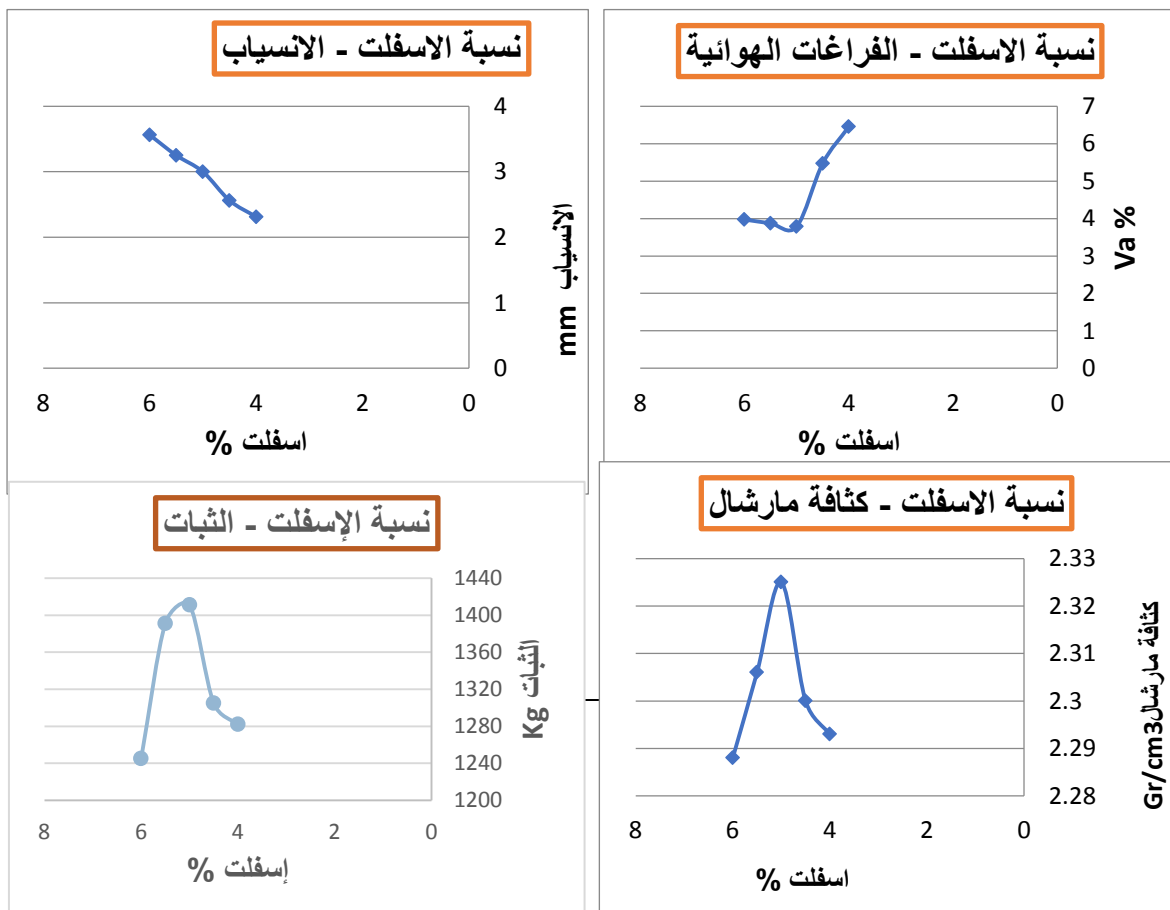 نسبة الاسفلت - الفراغات الهوائية
7
6
5
4
3
2
1
0
Va %
8 6 4 2 0
اسفلت %
نسبة الاسفلت - الانسياب
4
3
2
1
0
الانسياب mm
8 6 4 2 0
اسفلت %
نسبة الاسفلت - كثافة مارشال
2.33
2.32
2.31
2.3
2.29
2.28
كثافة مارشالGr/cm3
8 6 4 2 0
اسفلت %
نسبة الإسفلت - الثبات
1440
1400
1360
1320
1280
1240
1200
الثبات Kg
8 6 4 2 0
إسفلت %